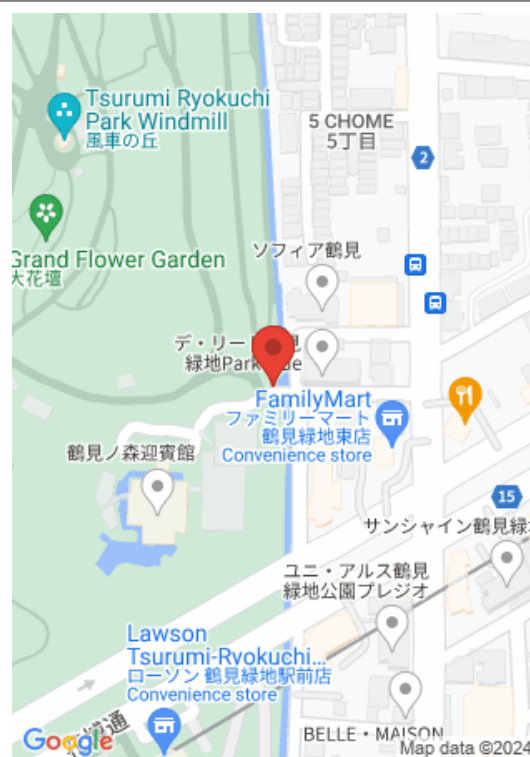 Tsurumi Ryokuchi
Park Windmill
風車の丘
5 CHOME
5丁目
2
Grand Flower Garden
大花壇
ソフィア鶴見
デ・リー
見
緑地Park
ue
FamilyMart
ファミリーマート
鶴見緑地東店
Convenience store
鶴見ノ森迎賓館
15
サンシャイン鶴見緑
ユニ・アルス鶴見
緑地公園プレジオ
Lawson
Tsurumi-Ryokuchi...
ローソン 鶴見緑地駅前店
Convenience store
通
BELLE・MAISON
Google
Map data ©2024